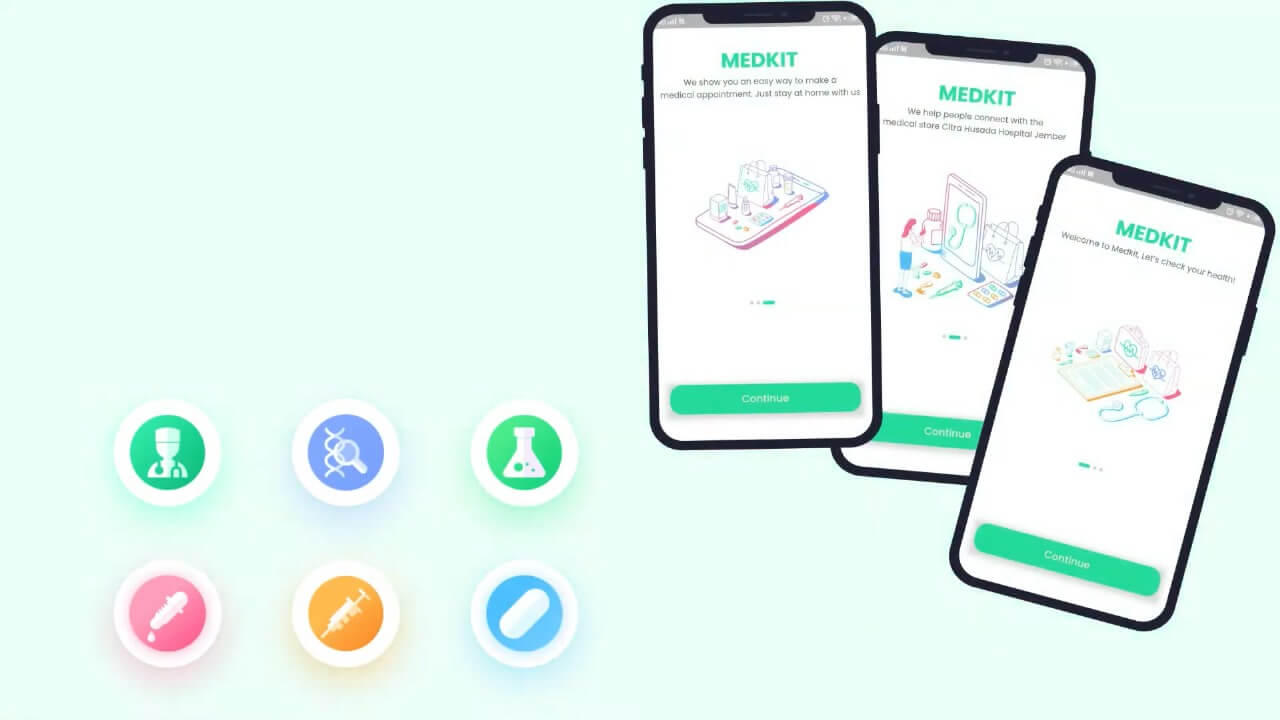 MEDKIT
We show you an easy way to make a
medical appointment. Just stay at home with us
Continue
MEDKIT
We help people connect with the
medical store Citra Husada Hospital Jember
Continue
MEDKIT
Welcome to Medkit, Let's check your health!
Continue